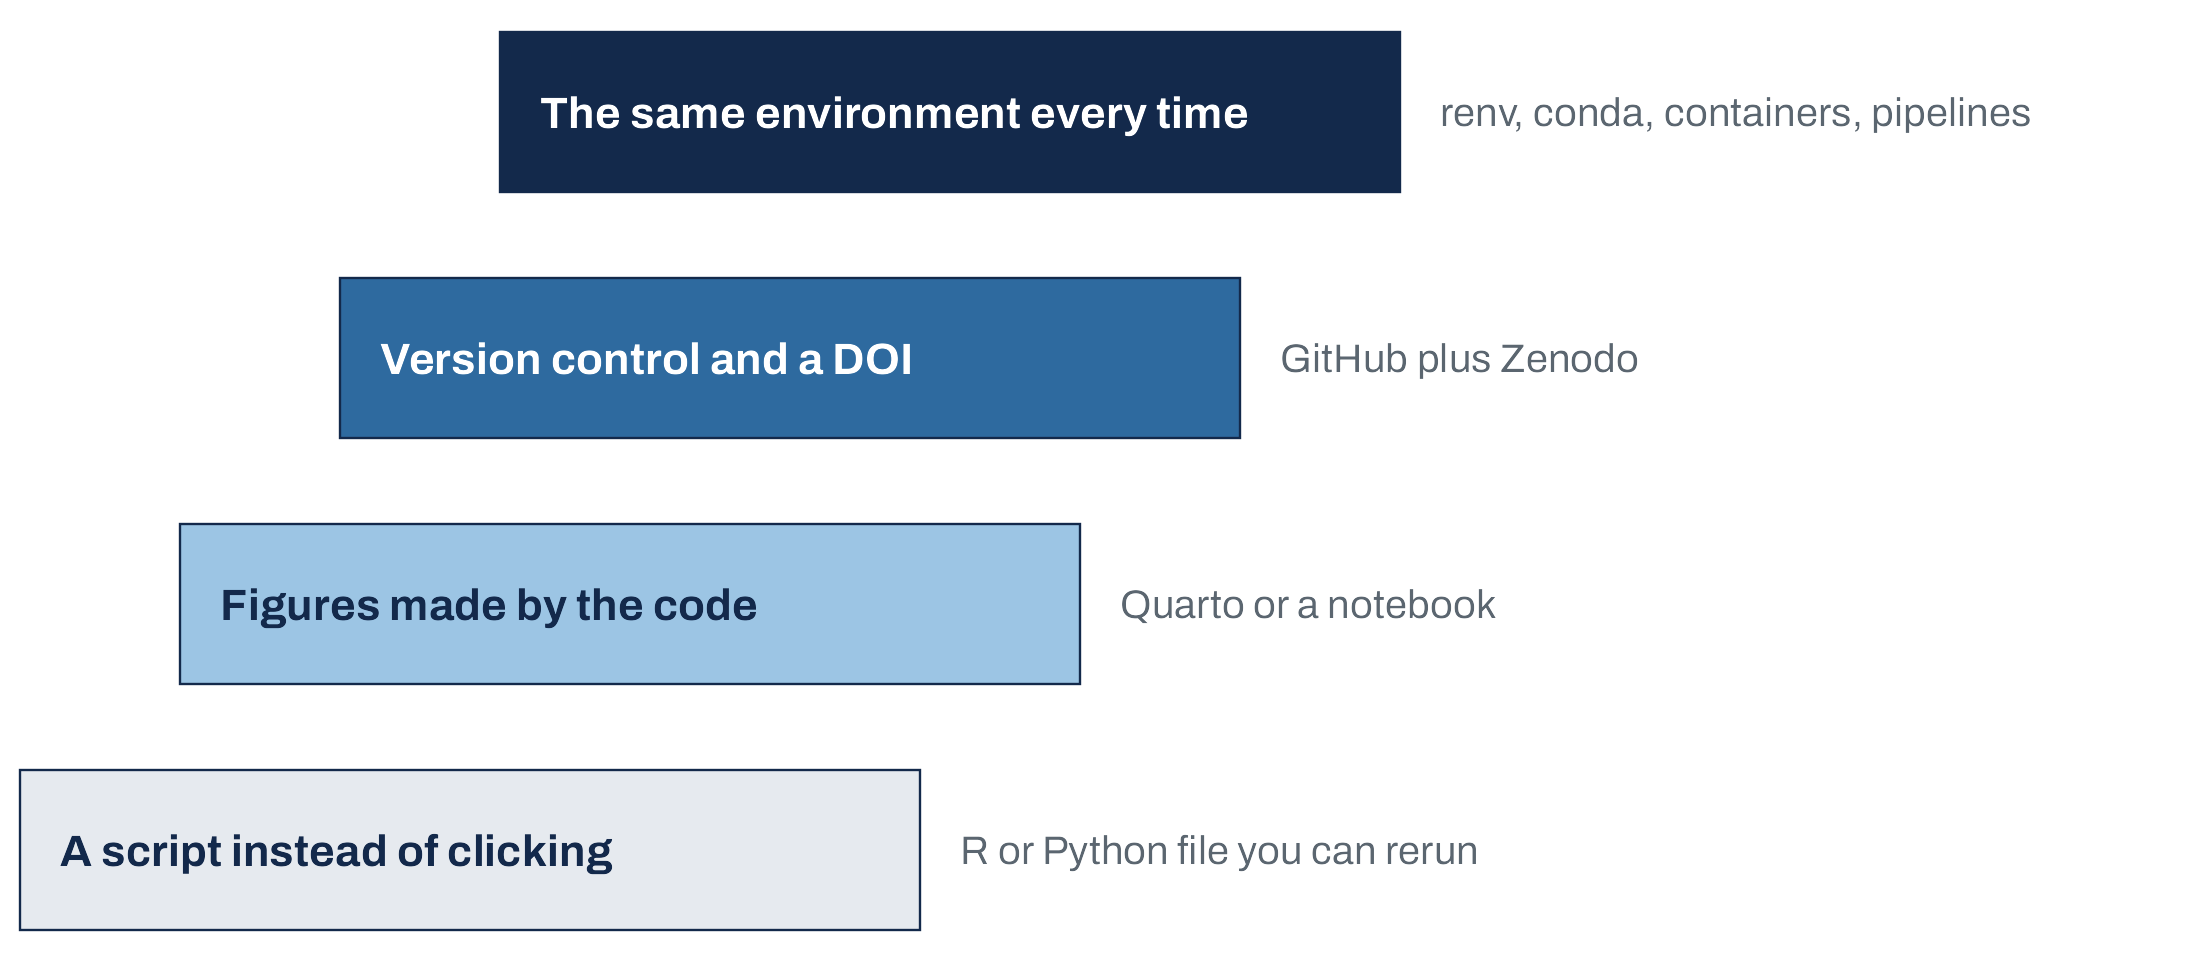 The same environment every time
renv, conda, containers, pipelines
Version control and a DOI
GitHub plus Zenodo
Figures made by the code
Quarto or a notebook
A script instead of clicking
R or Python file you can rerun